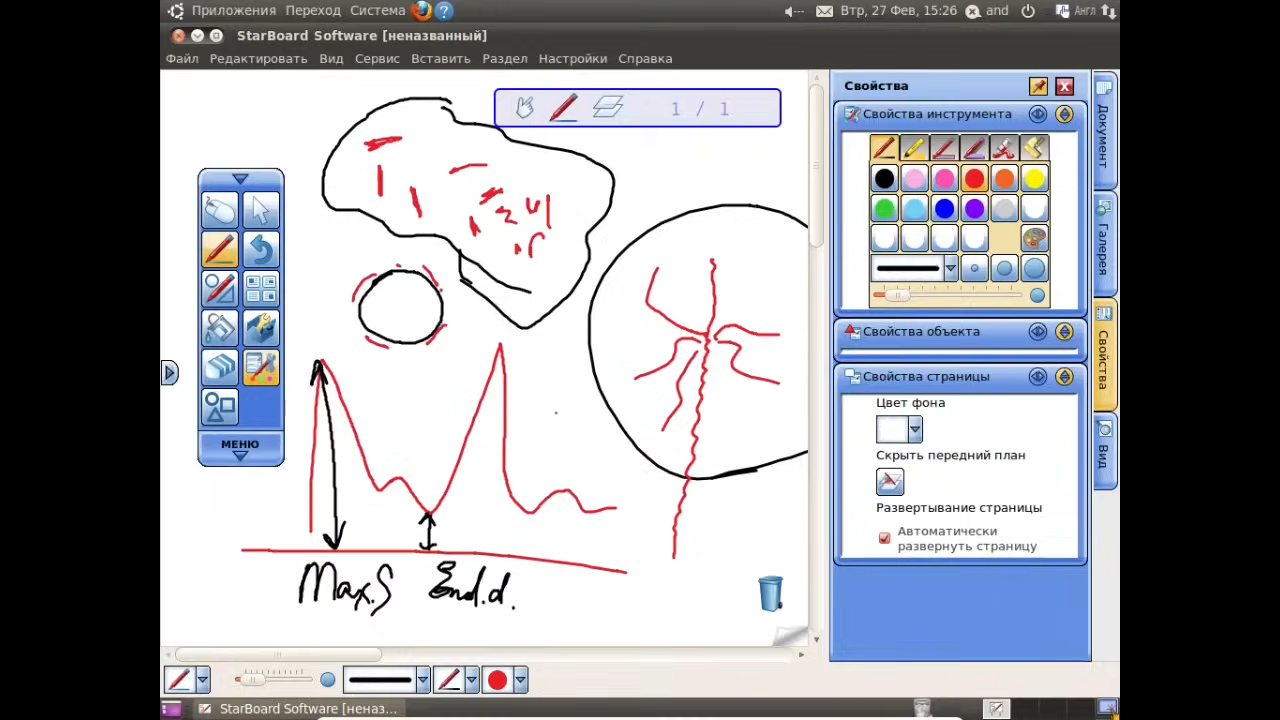 Приложения Переход Система
Втр, 27 Фев, 15:26 and Англ
StarBoard Software [неназванный]
Файл Редактировать Вид Сервис Вставить Раздел Настройки Справка
1 / 1
МЕНЮ
Max.S End.d.
Свойства
Свойства инструмента
Свойства объекта
Свойства страницы
Цвет фона
Скрыть передний план
Развертывание страницы
Автоматически
развернуть страницу
Документ
Галерея
Свойства
Вид
StarBoard Software [неназ...